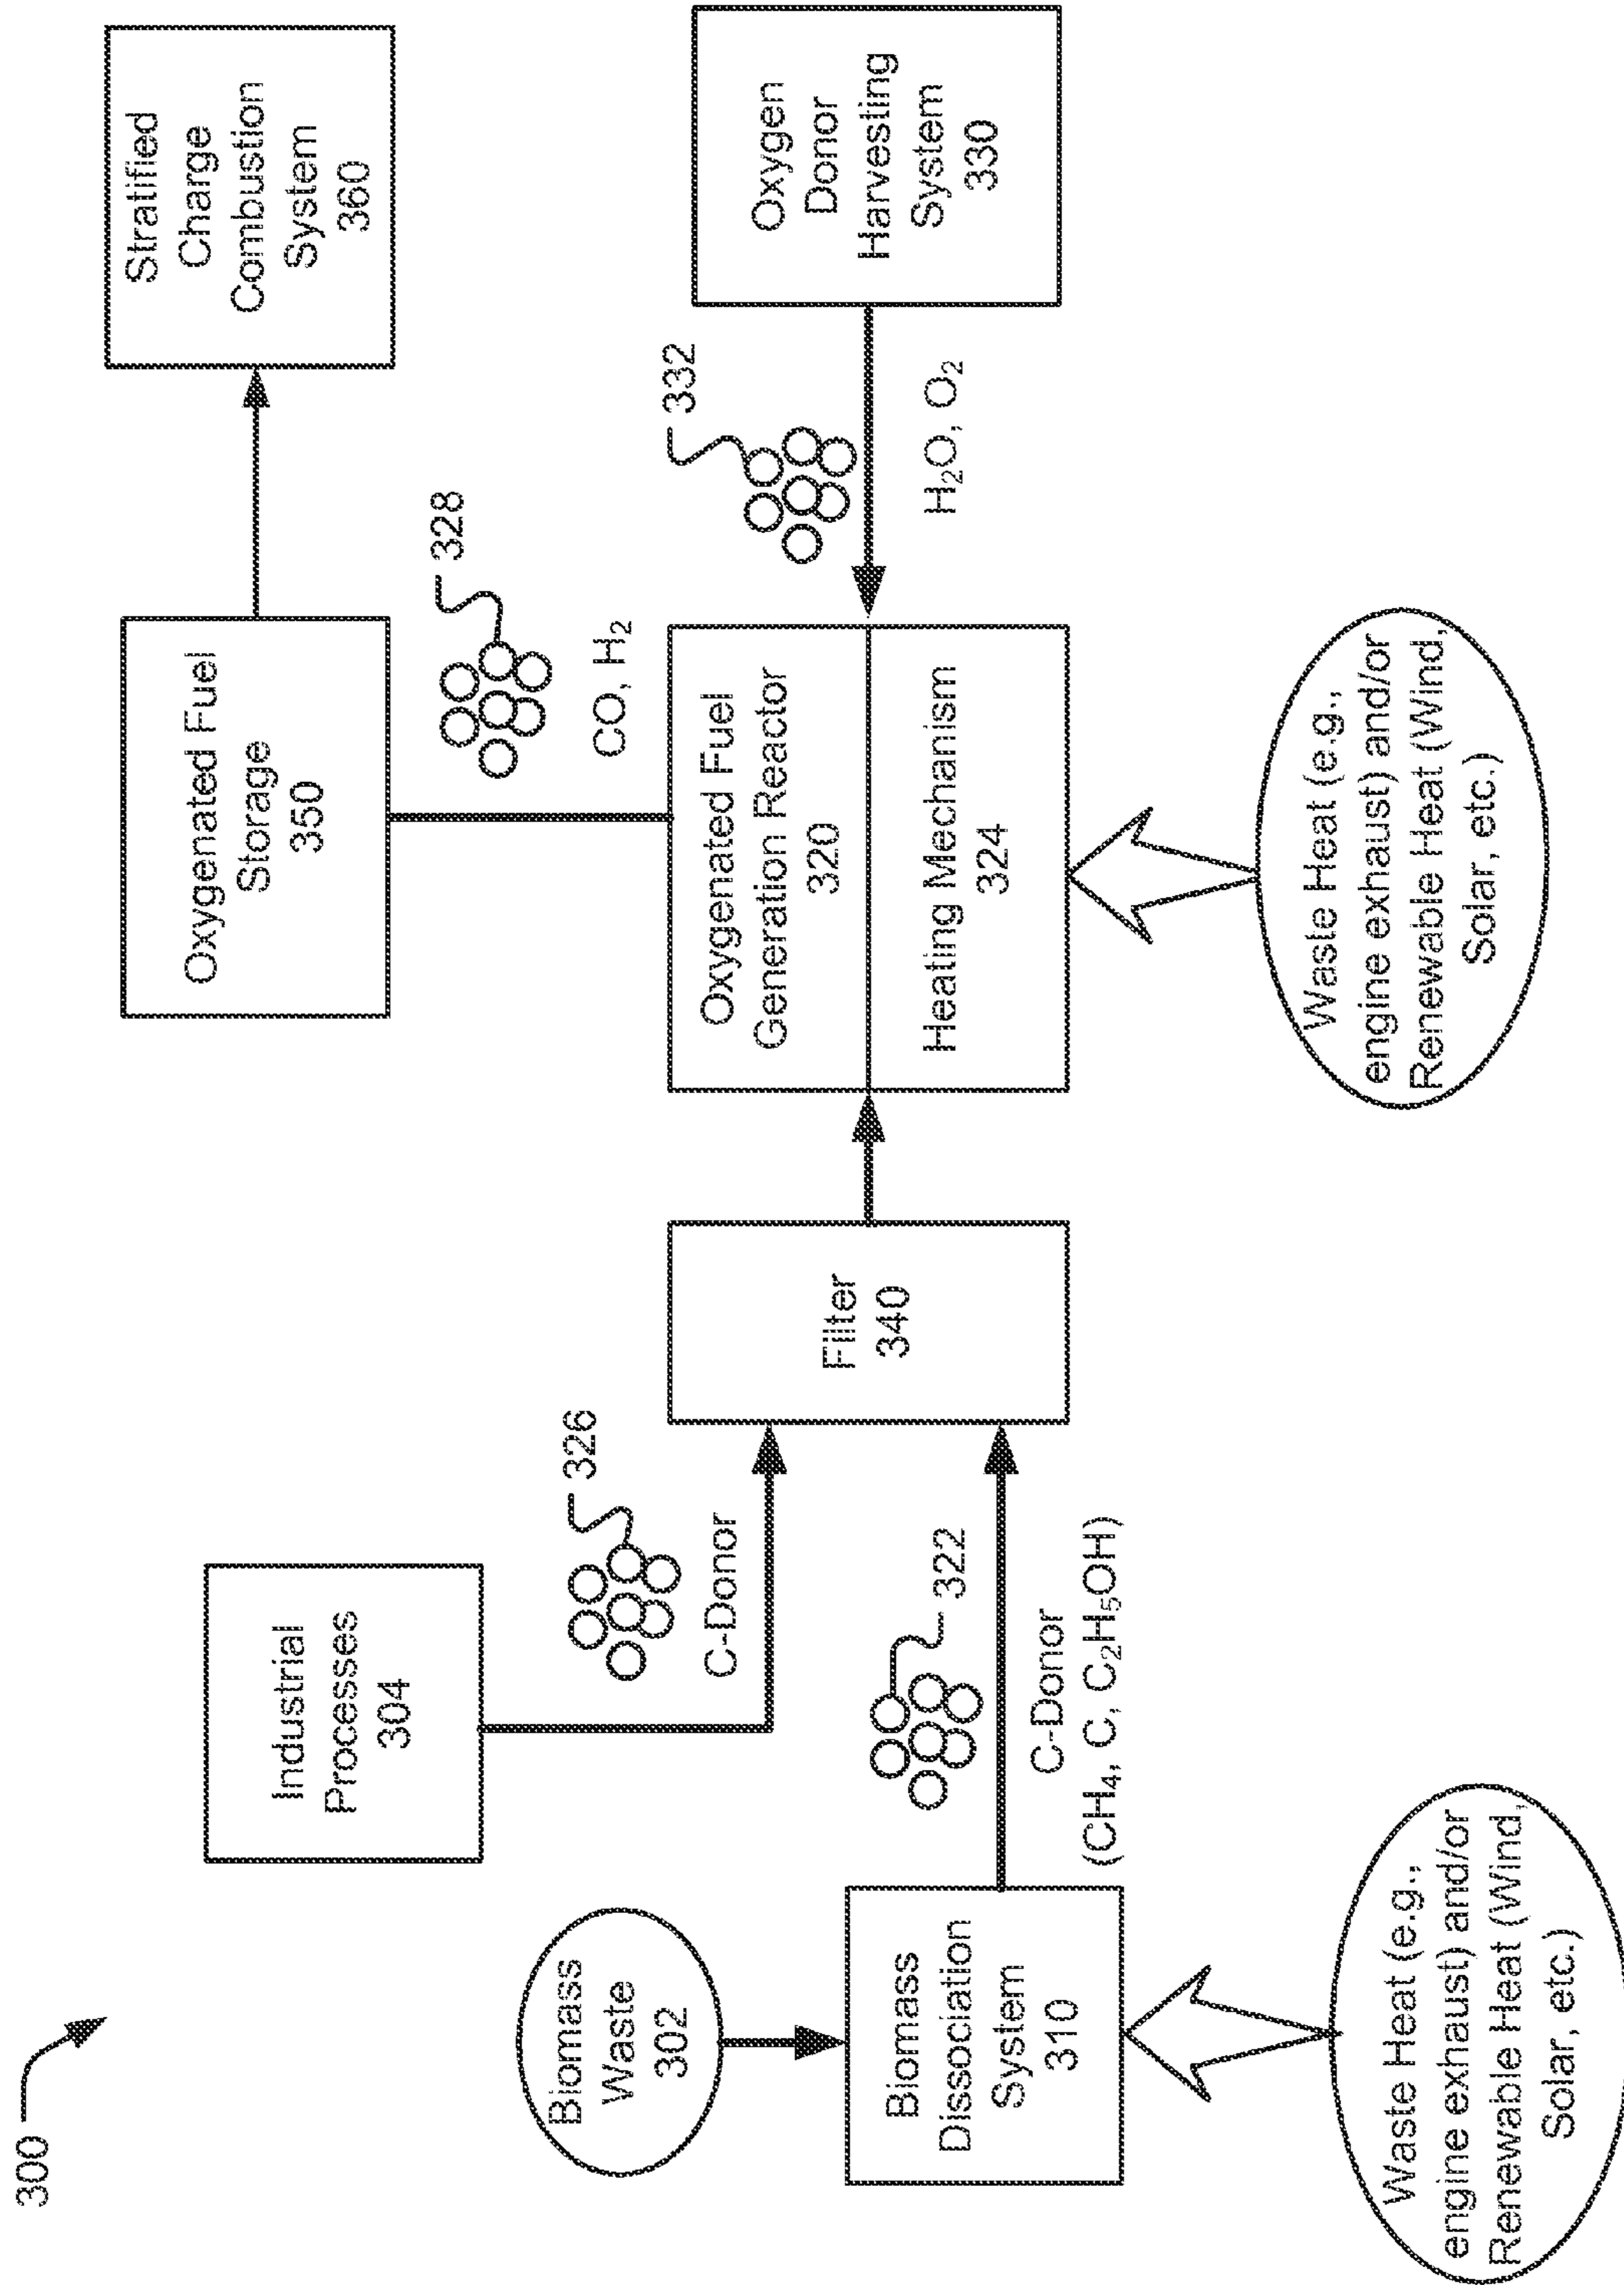 300
Biomass
Waste
302
Industrial
Processes
304
326
C-Donor
Biomass
Dissociation
System
310
322
C-Donor
(CH₄, C, C₂H₅OH)
Waste Heat (e.g.,
engine exhaust) and/or
Renewable Heat (Wind,
Solar, etc.)
Filter
340
Oxygenated Fuel
Storage
350
328
CO, H₂
Oxygenated Fuel
Generation Reactor
320
Heating Mechanism
324
Waste Heat (e.g.,
engine exhaust) and/or
Renewable Heat (Wind,
Solar, etc.)
Stratified
Charge
Combustion
System
360
332
H₂O, O₂
Oxygen
Donor
Harvesting
System
330